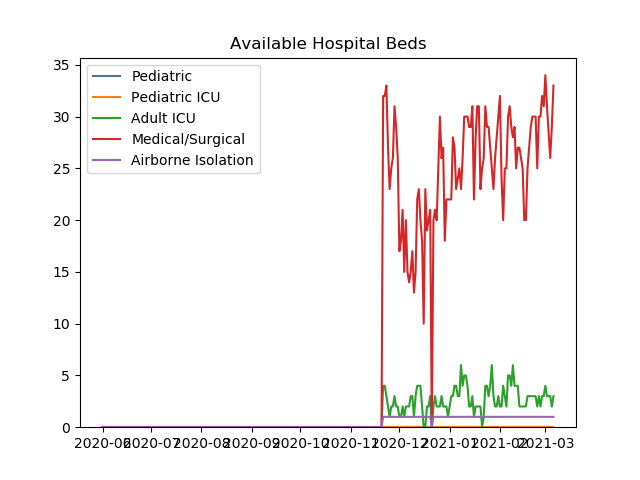 Available Hospital Beds
35
30
25
20
15
10
5
0
Pediatric
Pediatric ICU
Adult ICU
Medical/Surgical
Airborne Isolation
2020-06 2020-07 2020-08 2020-09 2020-10 2020-11 2020-12 2021-01 2021-02 2021-03